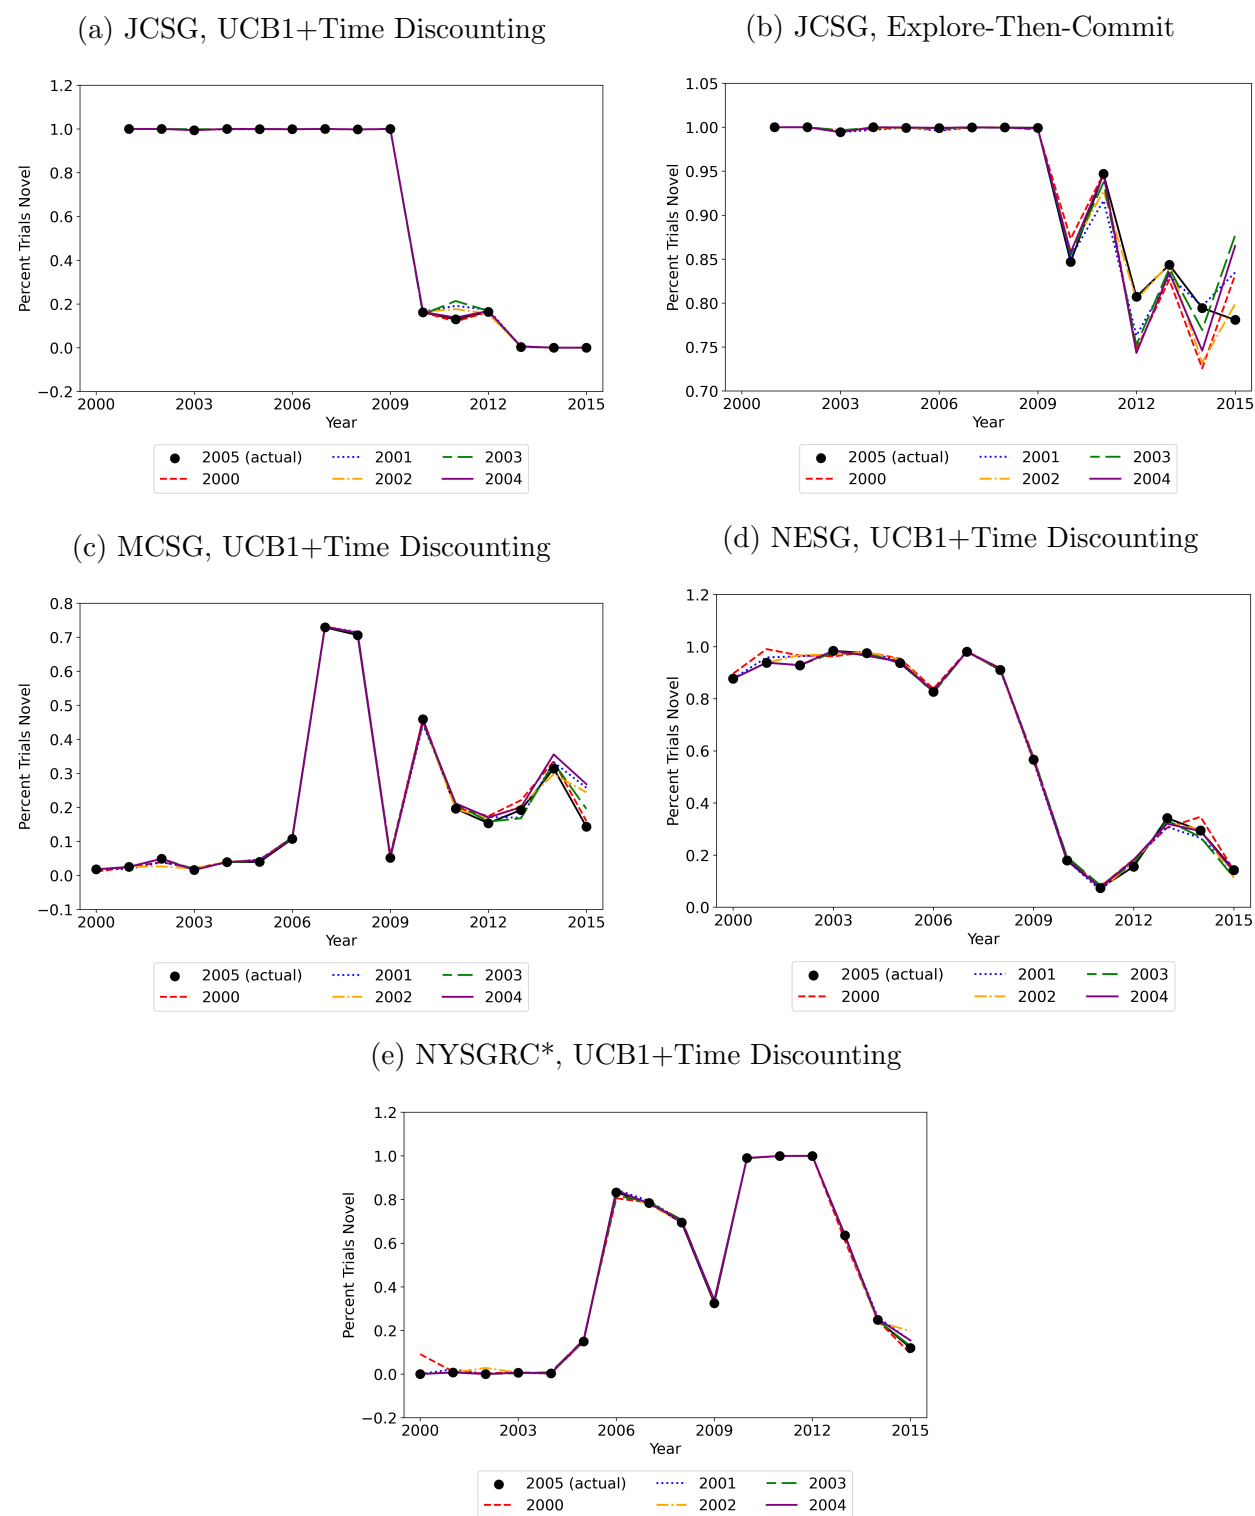 (a) JCSG, UCB1+Time Discounting
1.2
1.0
0.8
0.6
0.4
0.2
0.0
−0.2
Percent Trials Novel
2000 2003 2006 2009 2012 2015
Year
2005 (actual) 2001 2003
2000 2002 2004
(b) JCSG, Explore-Then-Commit
1.05
1.00
0.95
0.90
0.85
0.80
0.75
0.70
Percent Trials Novel
2000 2003 2006 2009 2012 2015
Year
2005 (actual) 2001 2003
2000 2002 2004
(c) MCSG, UCB1+Time Discounting
0.8
0.7
0.6
0.5
0.4
0.3
0.2
0.1
0.0
−0.1
Percent Trials Novel
2000 2003 2006 2009 2012 2015
Year
2005 (actual) 2001 2003
2000 2002 2004
(d) NESG, UCB1+Time Discounting
1.2
1.0
0.8
0.6
0.4
0.2
0.0
Percent Trials Novel
2000 2003 2006 2009 2012 2015
Year
2005 (actual) 2001 2003
2000 2002 2004
(e) NYSGRC*, UCB1+Time Discounting
1.2
1.0
0.8
0.6
0.4
0.2
0.0
−0.2
Percent Trials Novel
2000 2003 2006 2009 2012 2015
Year
2005 (actual) 2001 2003
2000 2002 2004